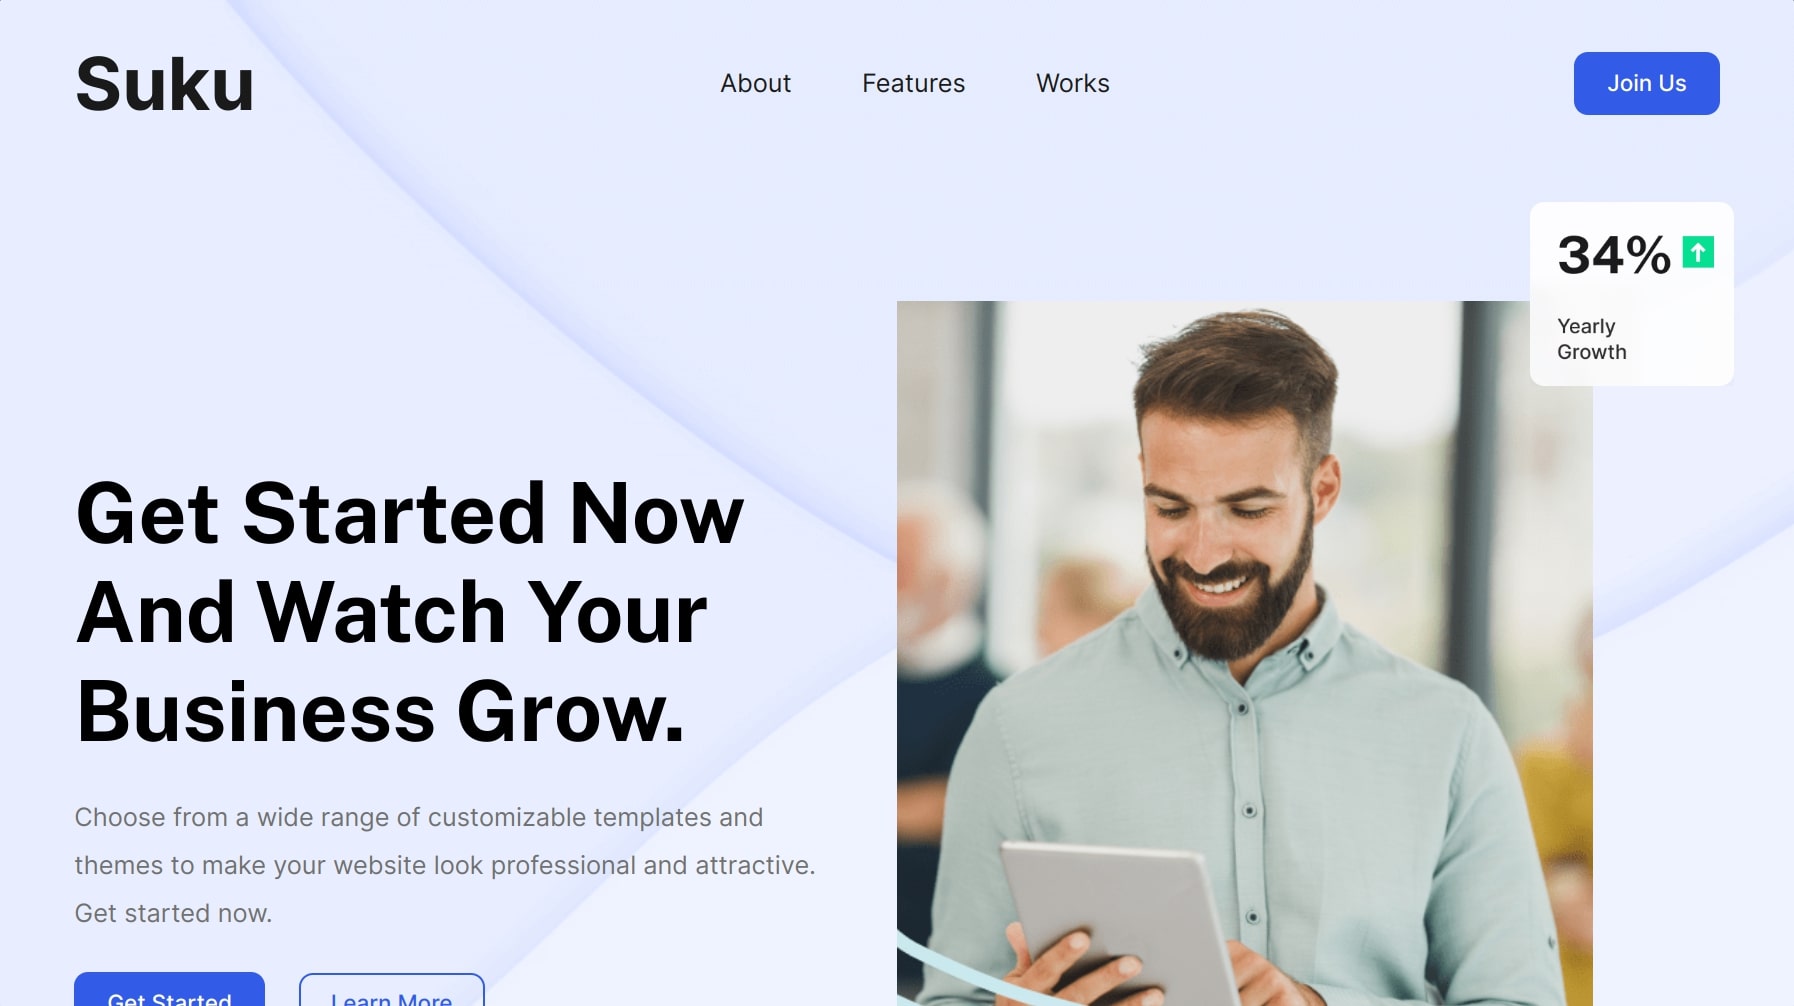 Suku
About
Features
Works
Join Us
34%
Yearly
Growth
Get Started Now
And Watch Your
Business Grow.
Choose from a wide range of customizable templates and
themes to make your website look professional and attractive.
Get started now.
Get Started
Learn More